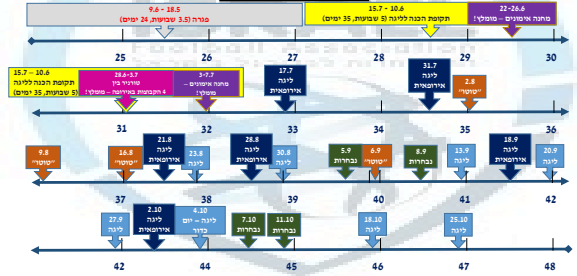 9.6 - 18.5
פגרה (3.5 שבועות, 24 ימים)
15.7 - 10.6
תקופת הכנה לליגה (5 שבועות, 35 ימים)
22-26.6
מחנה אימונים – מומלץ!
25 26 27 28 29 30
15.7 – 10.6
תקופת הכנה לליגה
(5 שבועות, 35 ימים)
28.6-3.7
טורניר בין
4 הקבוצות באירופה – מומלץ!
3-7.7
מחנה אימונים –
מומלץ!
17.7
ליגה
אירופאית
31.7
ליגה
אירופאית
2.8
"טוטו"
31 32 33 34 35 36
9.8
"טוטו"
16.8
"טוטו"
21.8
ליגה
אירופאית
23.8
ליגה
28.8
ליגה
אירופאית
30.8
ליגה
5.9
נבחרות
6.9
"טוטו"
8.9
נבחרות
13.9
ליגה
18.9
ליגה
אירופאית
20.9
ליגה
37 38 39 40 41 42
27.9
ליגה
2.10
ליגה
אירופאית
4.10
ליגה – יום
כדור
7.10
נבחרות
11.10
נבחרות
18.10
ליגה
25.10
ליגה
42 44 45 46 47 48